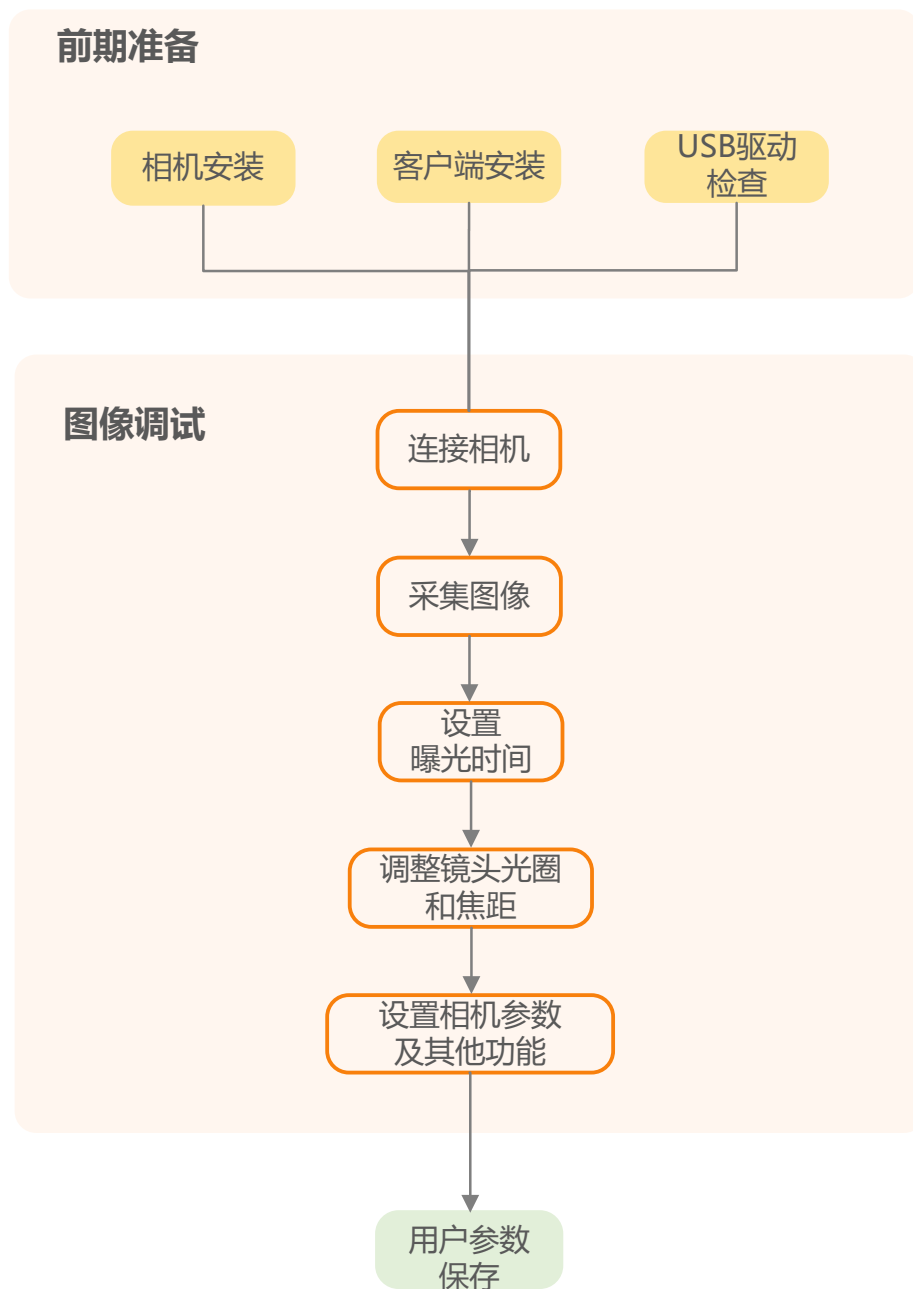 前期准备
相机安装
客户端安装
USB驱动
检查
图像调试
连接相机
采集图像
设置
曝光时间
调整镜头光圈
和焦距
设置相机参数
及其他功能
用户参数
保存